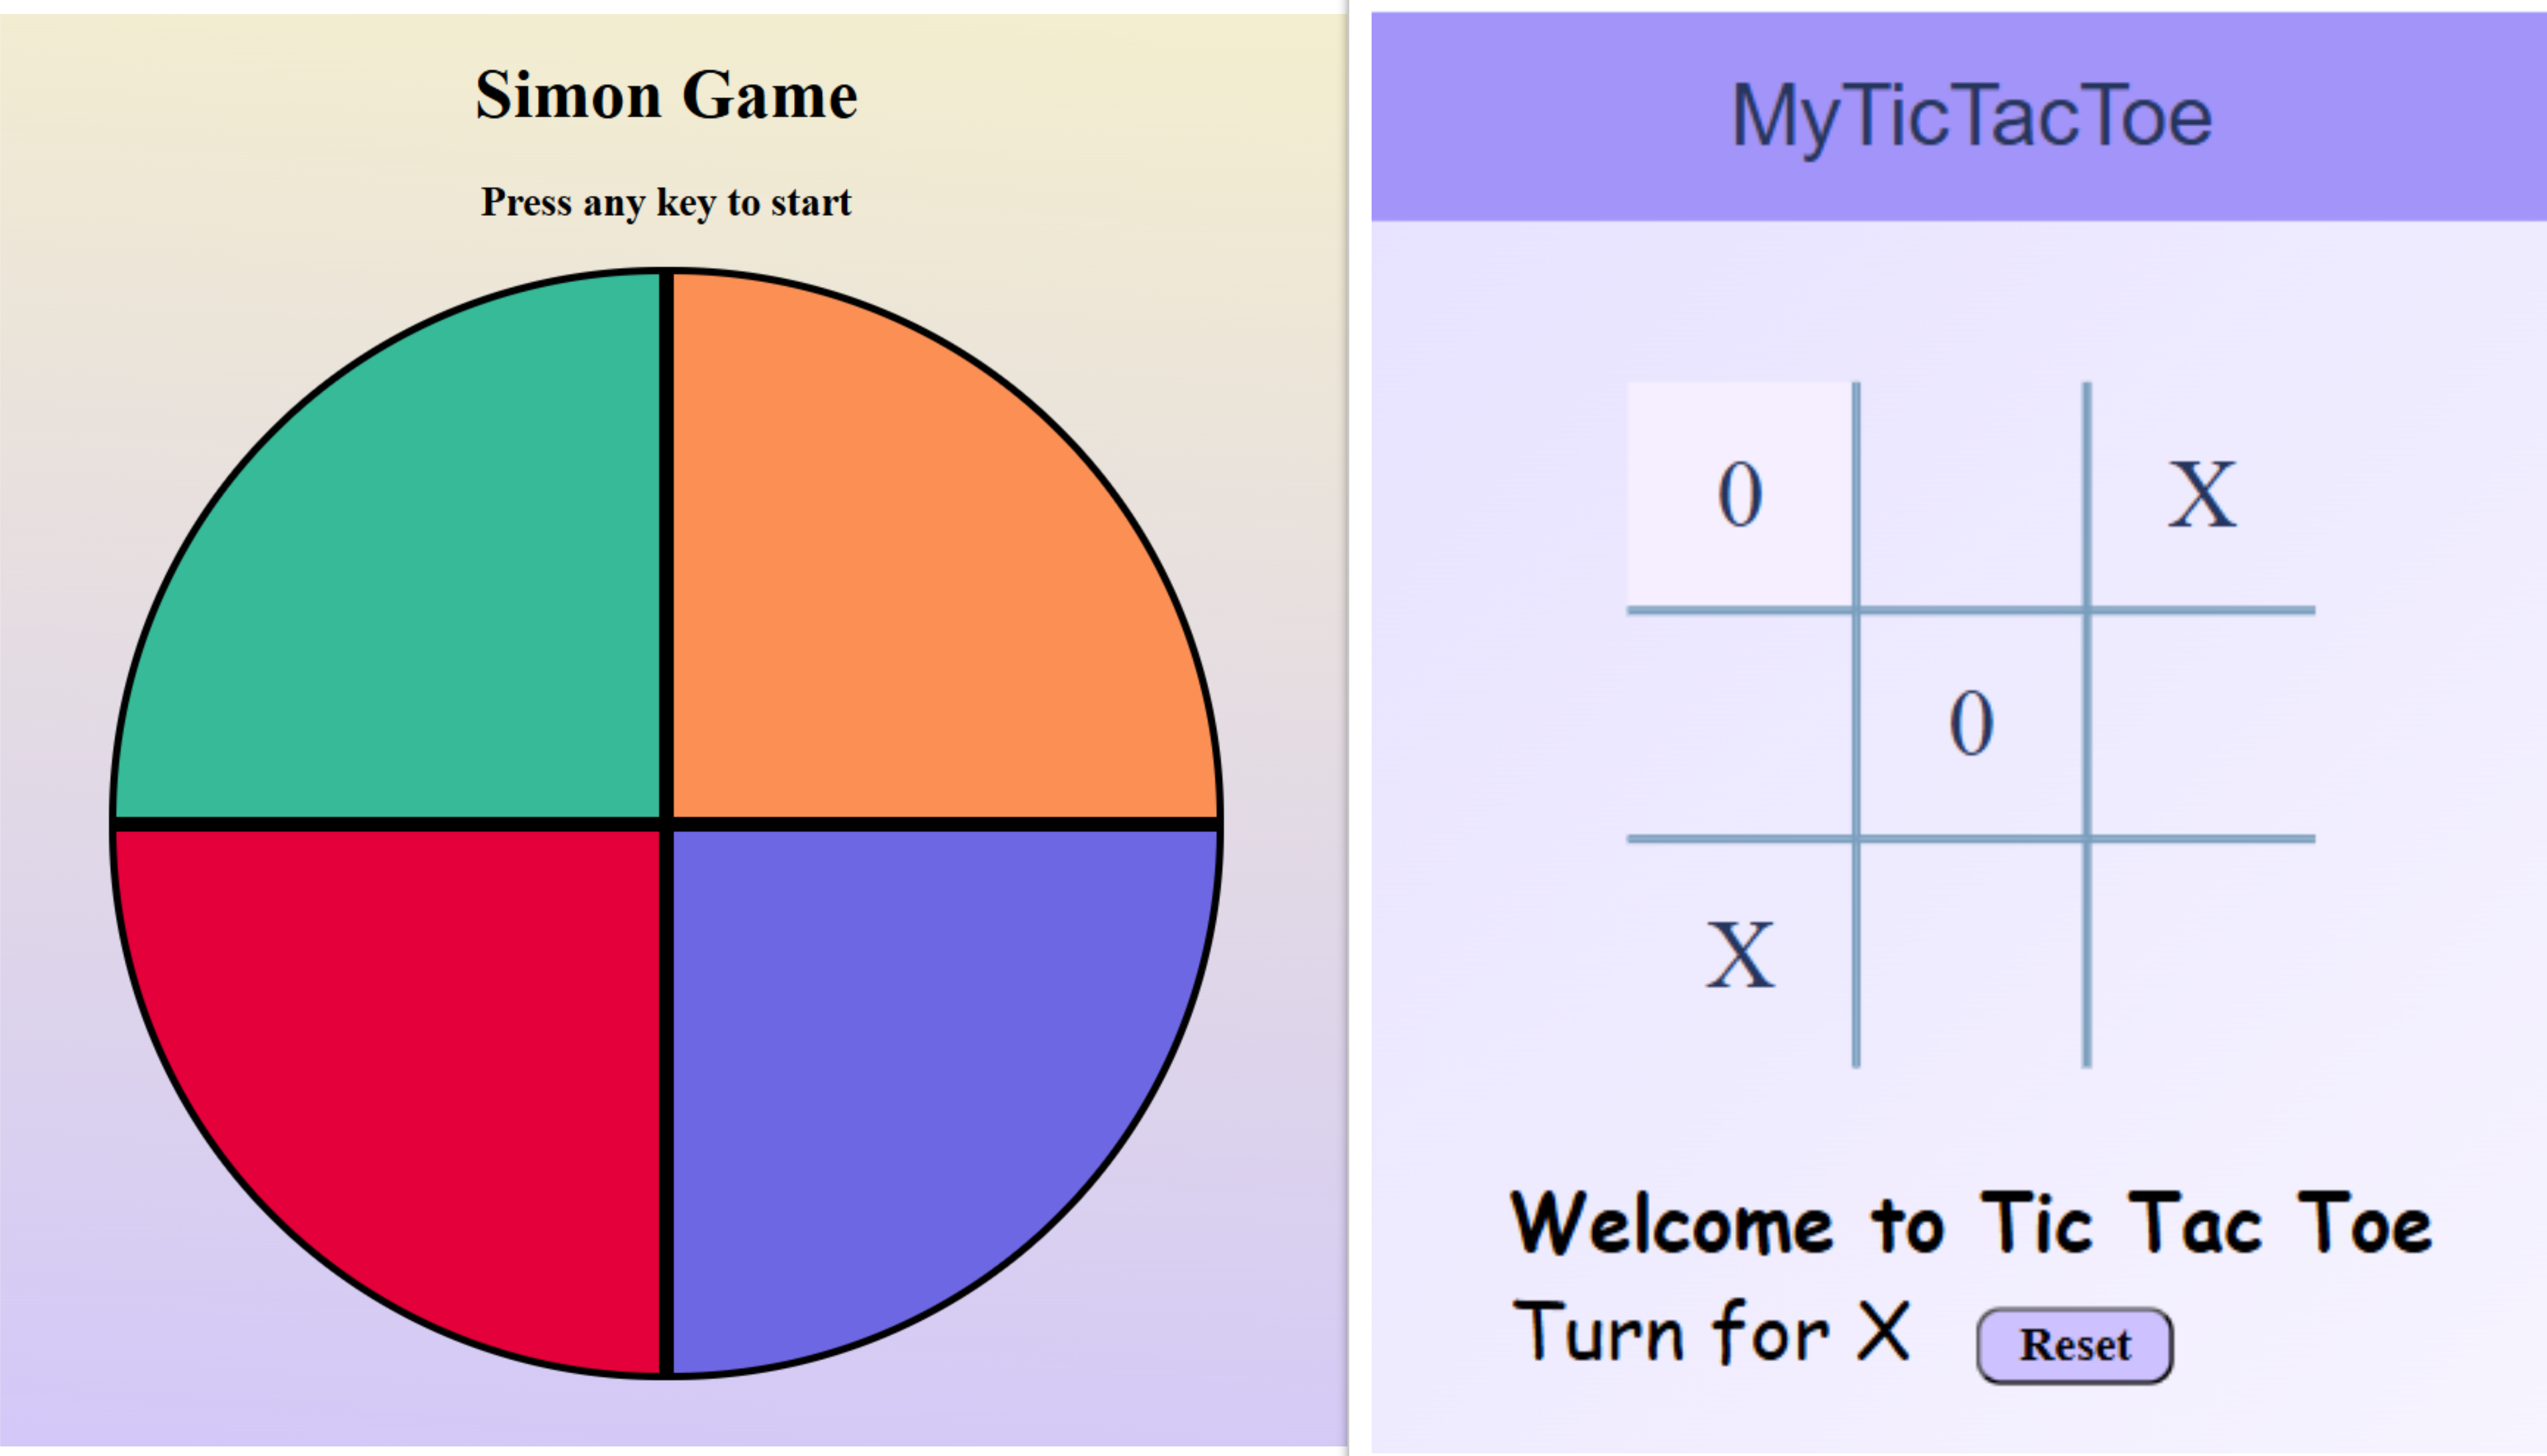 Simon Game
Press any key to start
MyTicTacToe
0 X
0
X
Welcome to Tic Tac Toe
Turn for X Reset